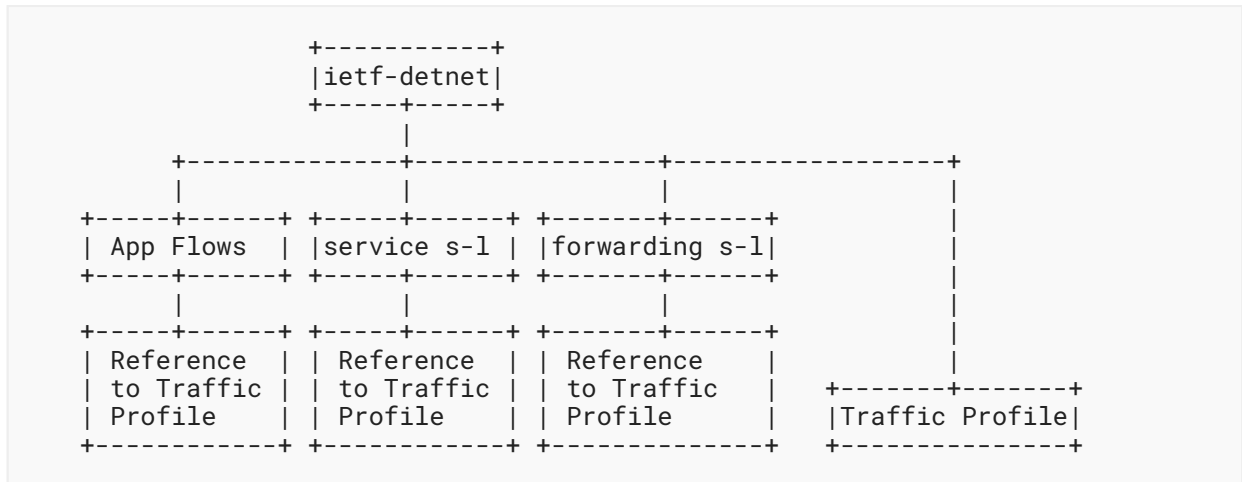 +-----------+
                  |ietf-detnet|
                  +-----+-----+
                        |
         +--------------+----------------+------------------+
         |              |                |                  |
   +-----+------+ +-----+------+ +-------+------+           |
   | App Flows  | |service s-l | |forwarding s-l|           |
   +-----+------+ +-----+------+ +-------+------+           |
         |              |                |                  |
   +-----+------+ +-----+------+ +-------+------+           |
   | Reference  | | Reference  | | Reference    |           |
   | to Traffic | | to Traffic | | to Traffic   |   +-------+-------+
   | Profile    | | Profile    | | Profile      |   |Traffic Profile|
   +------------+ +------------+ +--------------+   +---------------+